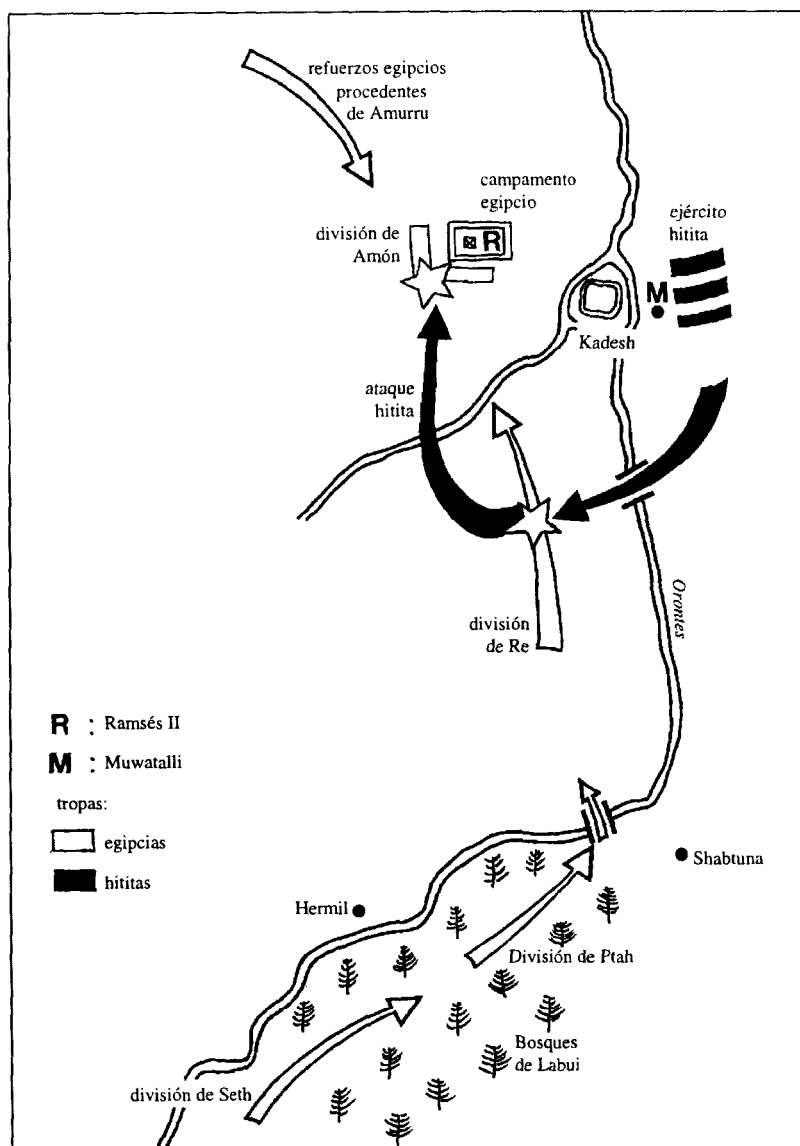 refuerzos egipcios
procedentes
de Amurru
campamento
egipcio
R
división de
Amón
ejército
hitita
M
Kadesh
ataque
hitita
Orontes
división
de Re
R : Ramsés II
M : Muwatalli
tropas:
egipcias
hititas
Shabtuna
Hermil
División de Ptah
Bosques
de Labui
división de Seth